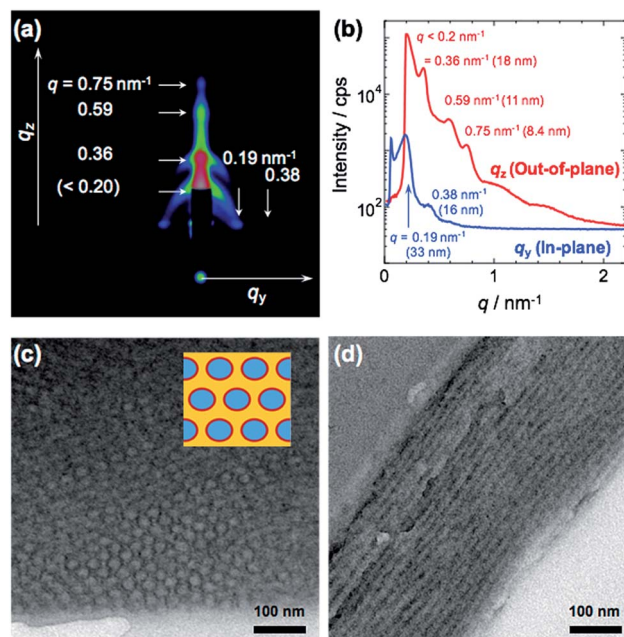 (a)
q = 0.75 nm⁻¹
0.59
0.36
(< 0.20)
0.19 nm⁻¹
0.38
qz
qy
(b)
q < 0.2 nm⁻¹
= 0.36 nm⁻¹ (18 nm)
0.59 nm⁻¹ (11 nm)
0.75 nm⁻¹ (8.4 nm)
qz (Out-of-plane)
0.38 nm⁻¹
(16 nm)
q = 0.19 nm⁻¹
(33 nm)
qy (In-plane)
Intensity / cps
10⁵
10⁴
10³
10²
0 1 2
q / nm⁻¹
(c)
100 nm
(d)
100 nm